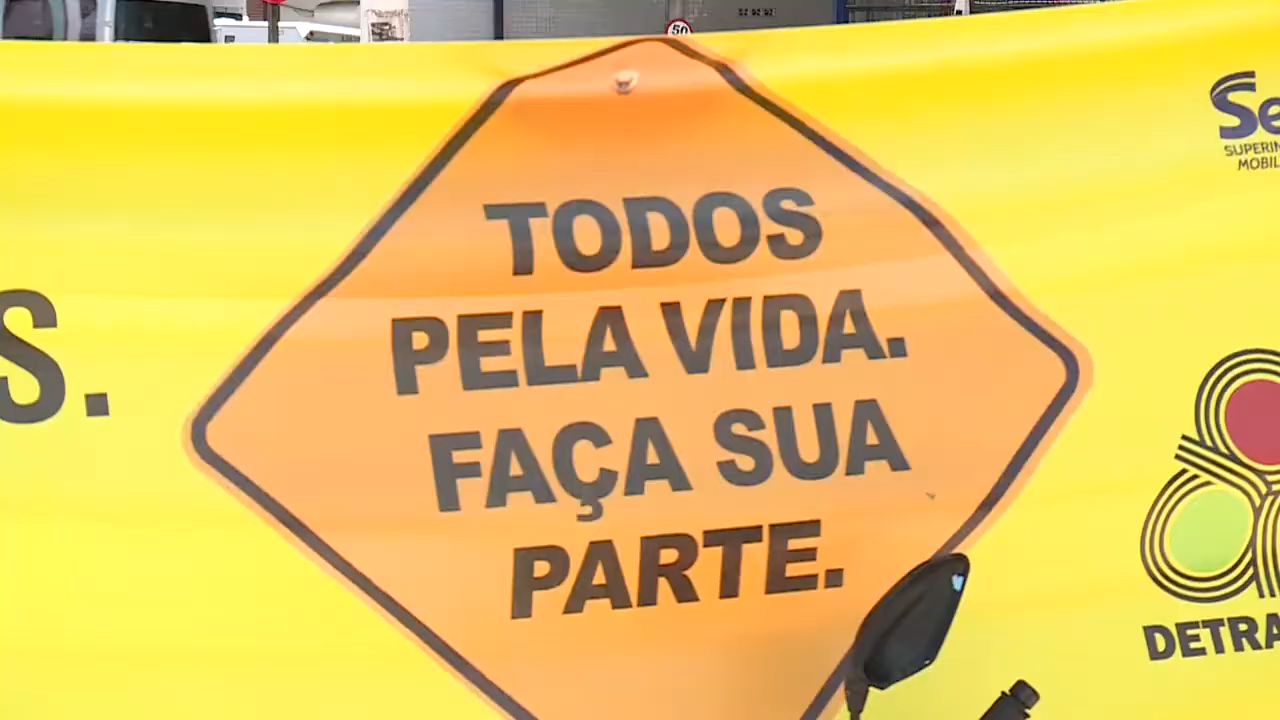 50
TODOS
PELA VIDA.
FAÇA SUA
PARTE.
S.
Se
SUPERIN
MOBIL
DETRA